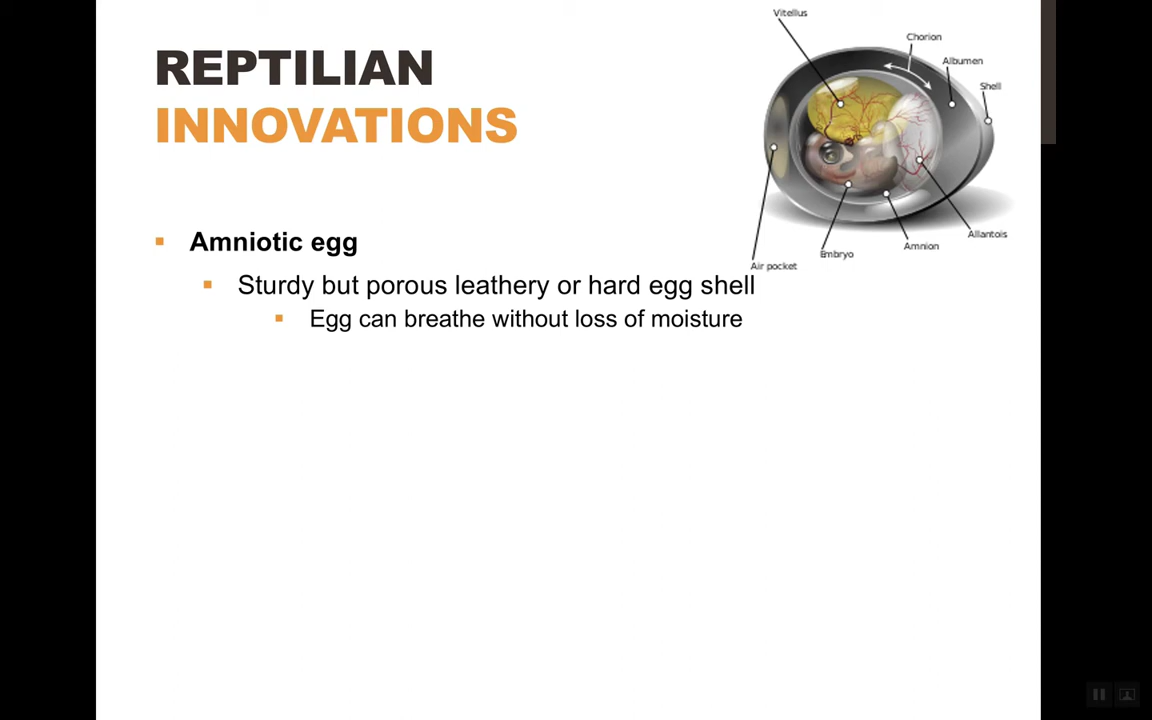 REPTILIAN
INNOVATIONS
Vitellus
Chorion
Albumen
Shell
Allantois
Amnion
Embryo
Air pocket
Amniotic egg
Sturdy but porous leathery or hard egg shell
Egg can breathe without loss of moisture